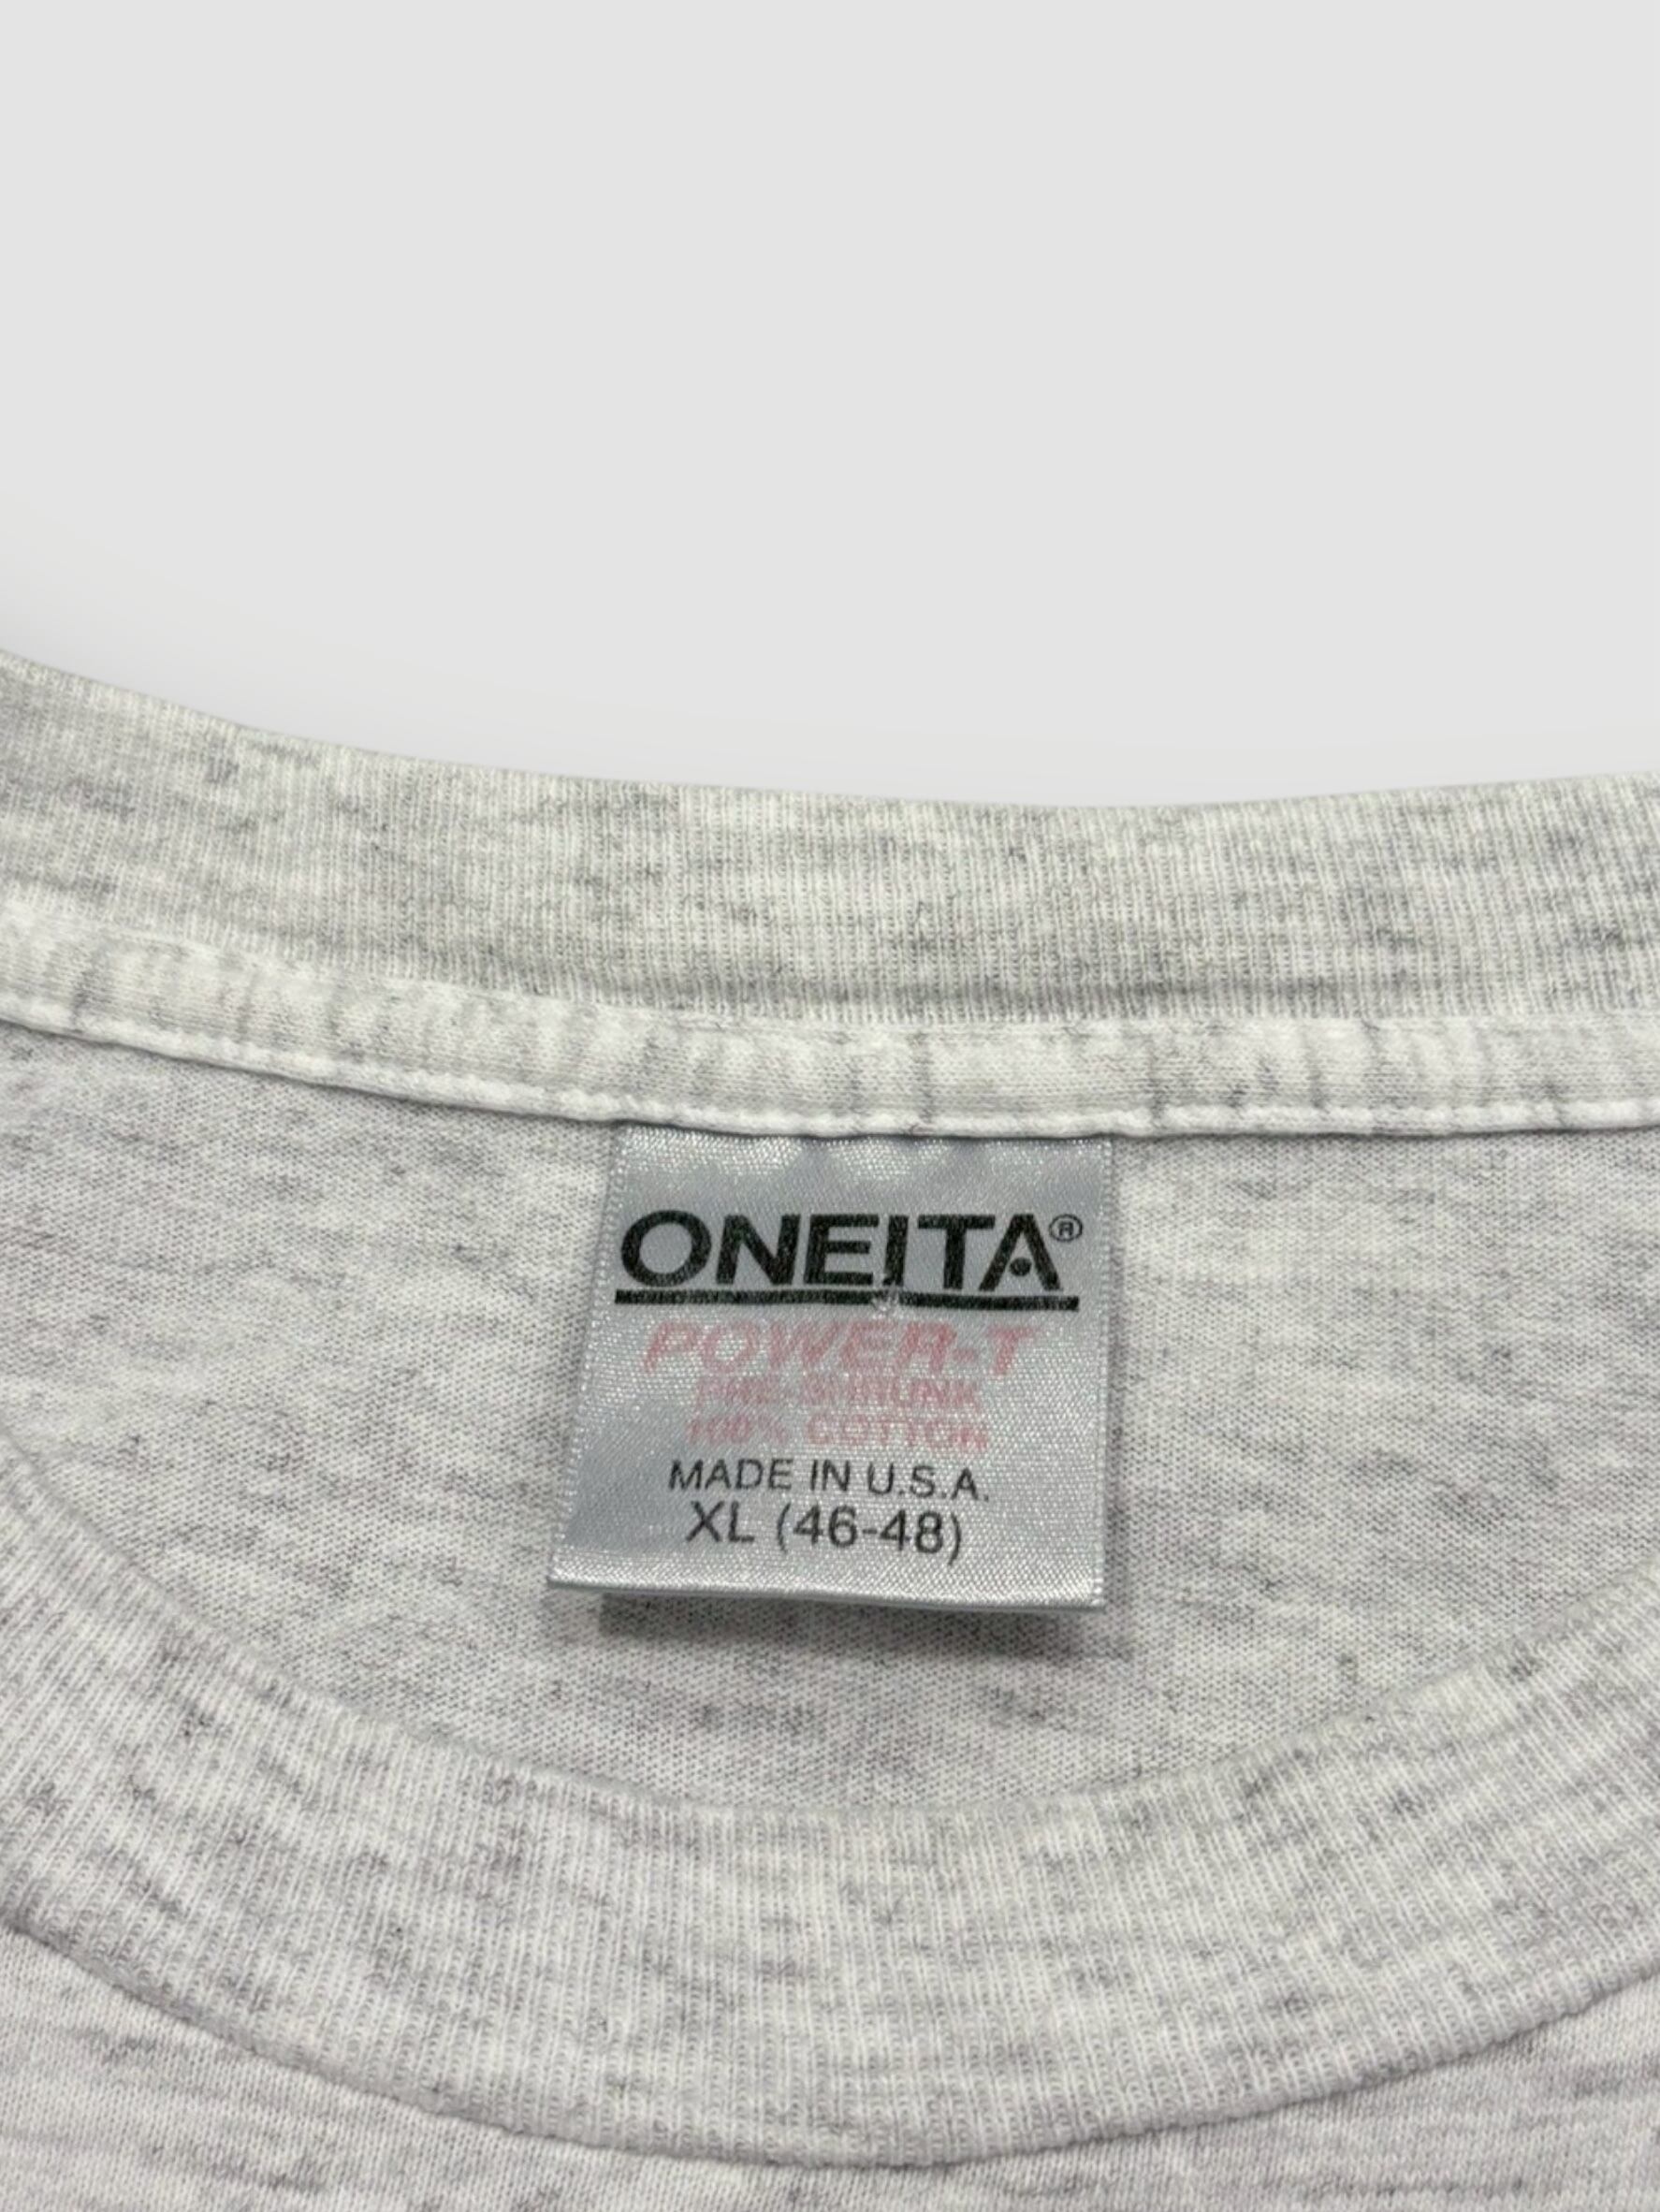 ONEITA®
POWER-T
PRE-SHRUNK
100% COTTON
MADE IN U.S.A.
XL (46-48)